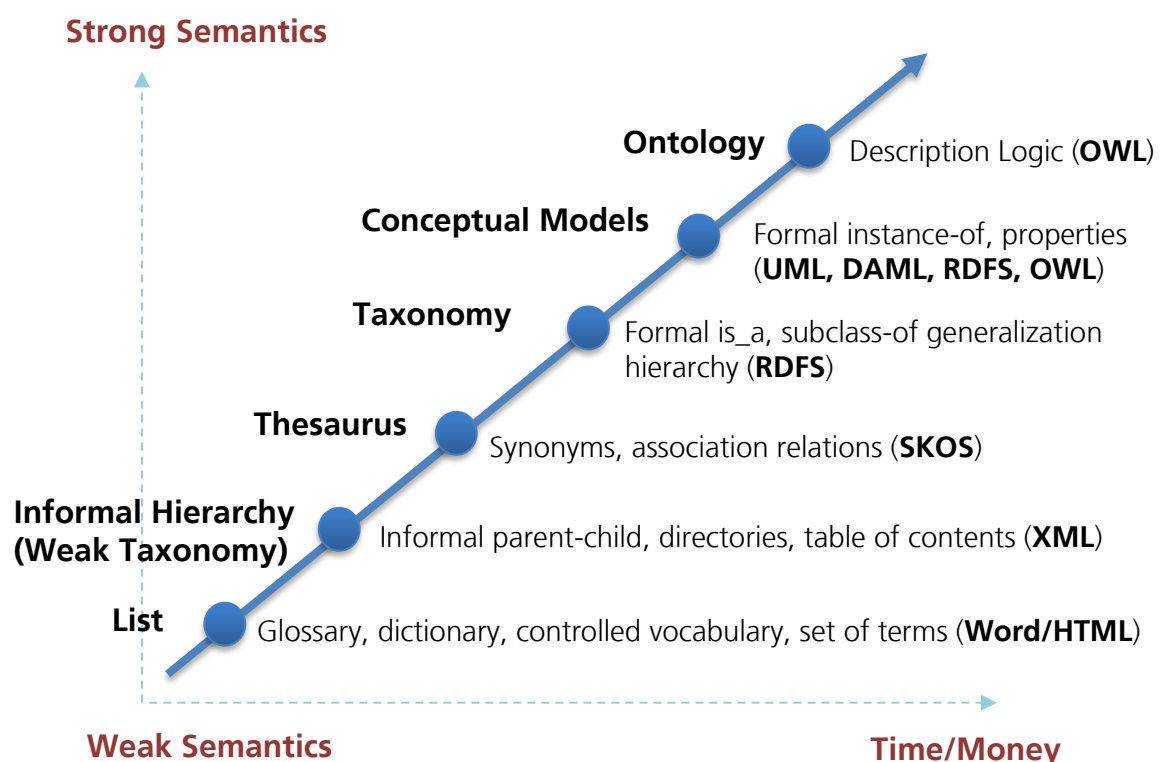 Strong Semantics
Ontology
Description Logic (OWL)
Conceptual Models
Formal instance-of, properties
(UML, DAML, RDFS, OWL)
Taxonomy
Formal is_a, subclass-of generalization
hierarchy (RDFS)
Thesaurus
Synonyms, association relations (SKOS)
Informal Hierarchy
(Weak Taxonomy)
Informal parent-child, directories, table of contents (XML)
List
Glossary, dictionary, controlled vocabulary, set of terms (Word/HTML)
Weak Semantics
Time/Money